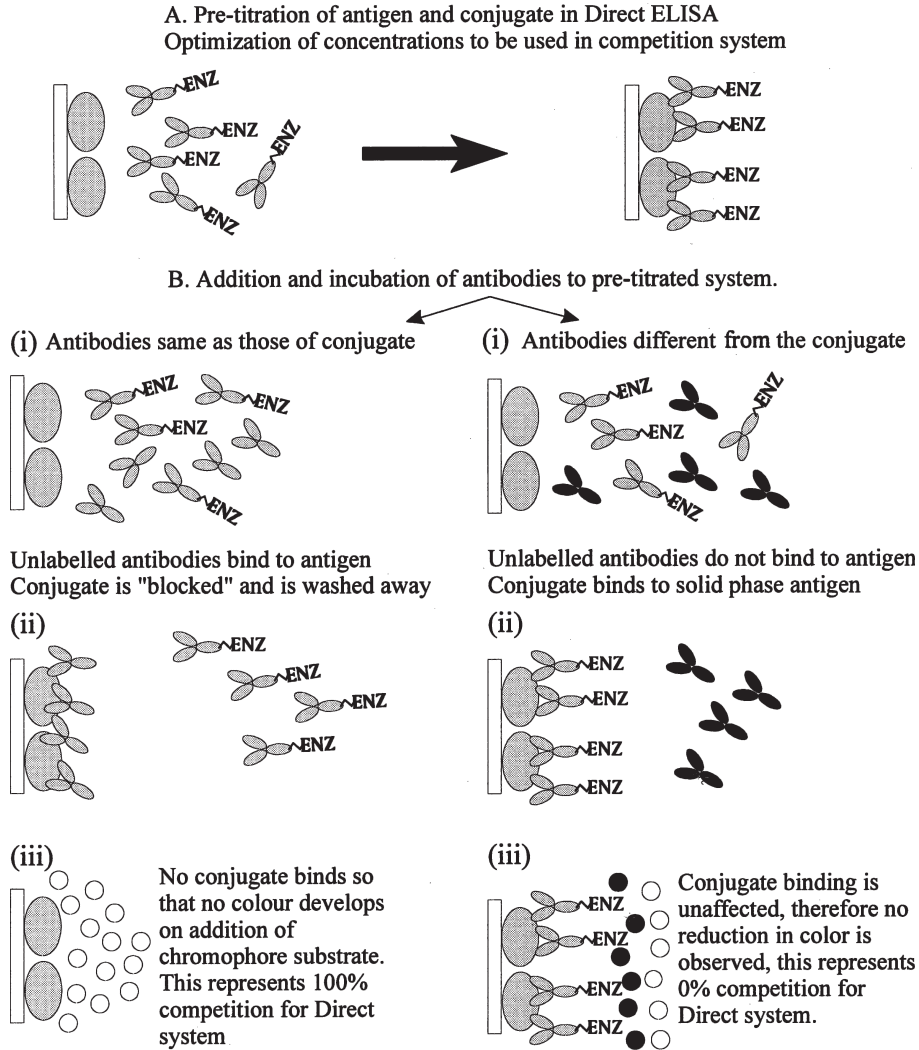 A. Pre-titration of antigen and conjugate in Direct ELISA
Optimization of concentrations to be used in competition system
ENZ
ENZ
ENZ
ENZ
ENZ
ENZ
ENZ
ENZ
ENZ
B. Addition and incubation of antibodies to pre-titrated system.
(i) Antibodies same as those of conjugate
ENZ
ENZ
ENZ
ENZ
Unlabelled antibodies bind to antigen
Conjugate is "blocked" and is washed away
(ii)
ENZ
ENZ
ENZ
ENZ
(iii)
No conjugate binds so
that no colour develops
on addition of
chromophore substrate.
This represents 100%
competition for Direct
system
(i) Antibodies different from the conjugate
ENZ
ENZ
ENZ
ENZ
Unlabelled antibodies do not bind to antigen
Conjugate binds to solid phase antigen
(ii)
ENZ
ENZ
ENZ
ENZ
(iii)
ENZ
ENZ
ENZ
ENZ
Conjugate binding is
unaffected, therefore no
reduction in color is
observed, this represents
0% competition for
Direct system.